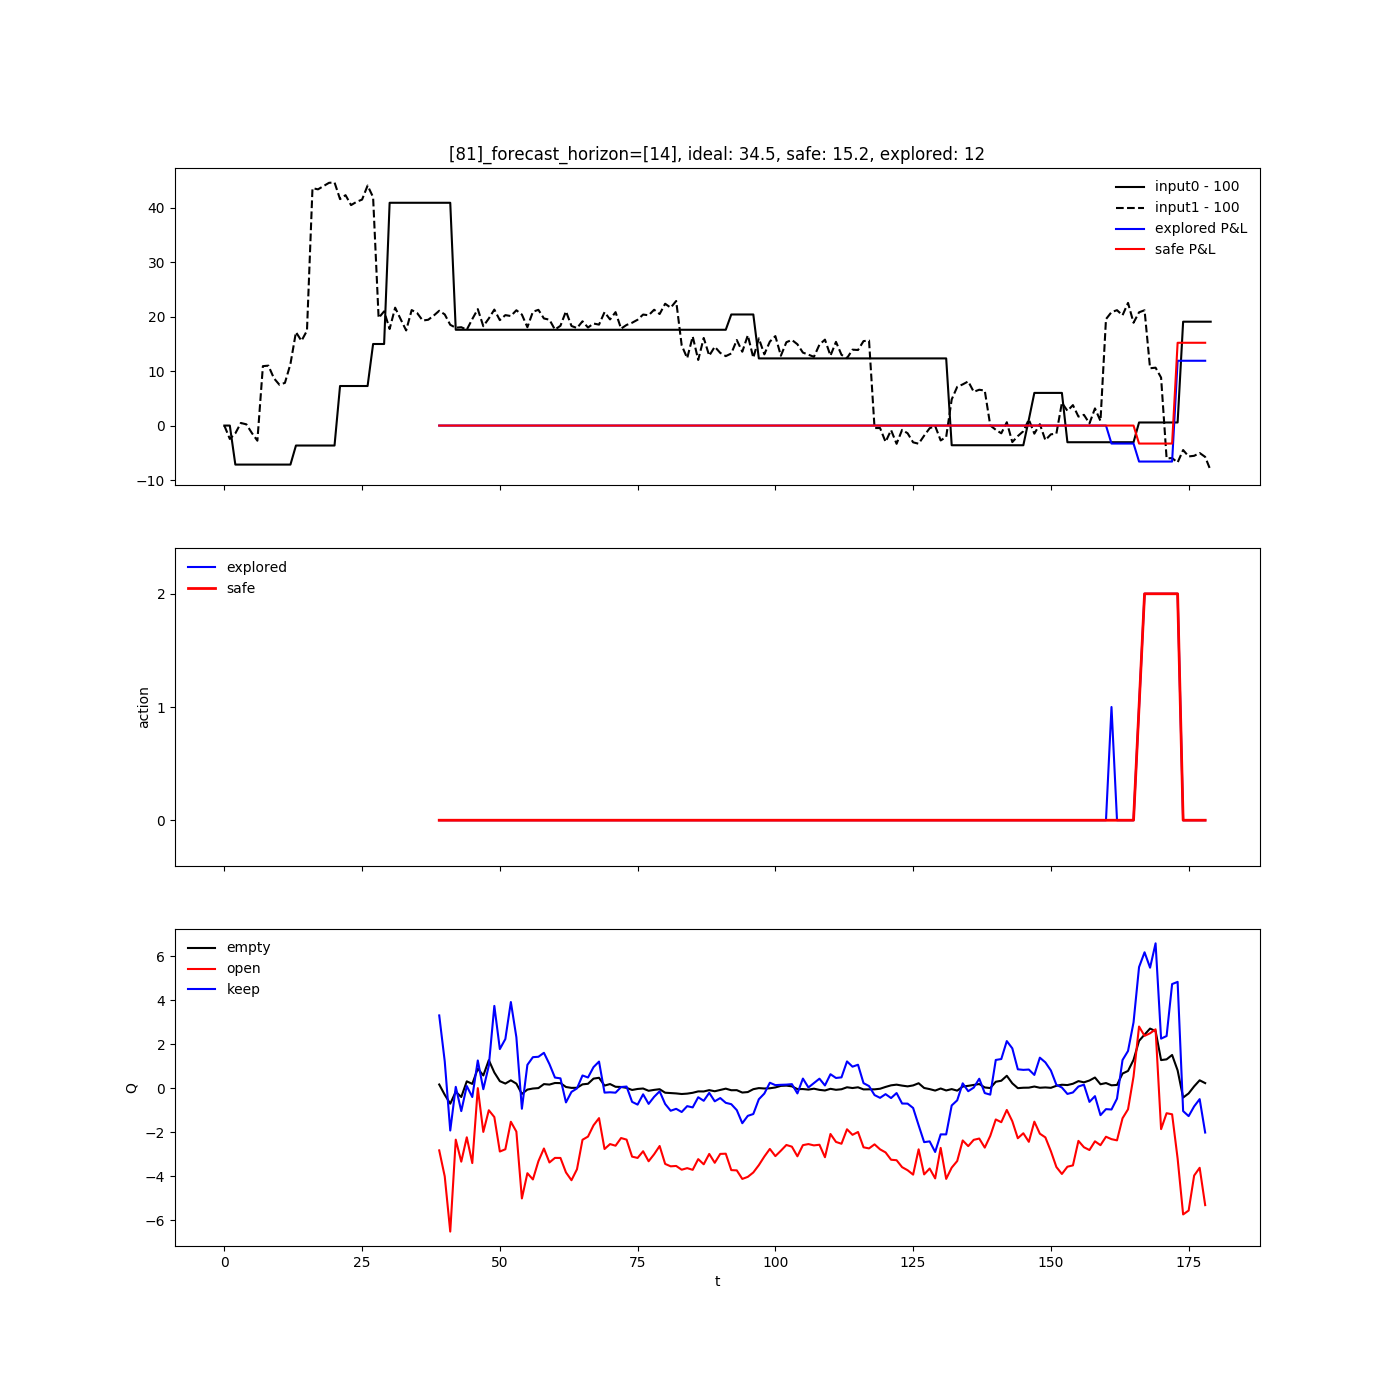 [81]_forecast_horizon=[14], ideal: 34.5, safe: 15.2, explored: 12
input0 - 100
input1 - 100
explored P&L
safe P&L
40
30
20
10
0
−10
explored
safe
2
1
0
action
empty
open
keep
6
4
2
0
−2
−4
−6
Q
0 25 50 75 100 125 150 175
t